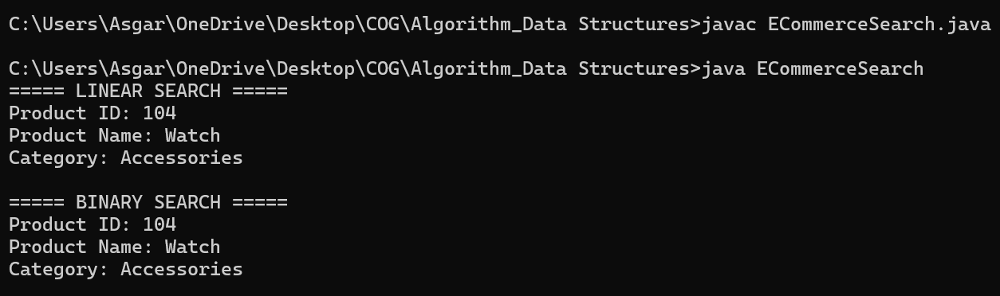 C:\Users\Asgar\OneDrive\Desktop\COG\Algorithm_Data Structures>javac ECommerceSearch.java
C:\Users\Asgar\OneDrive\Desktop\COG\Algorithm_Data Structures>java ECommerceSearch
===== LINEAR SEARCH =====
Product ID: 104
Product Name: Watch
Category: Accessories
===== BINARY SEARCH =====
Product ID: 104
Product Name: Watch
Category: Accessories